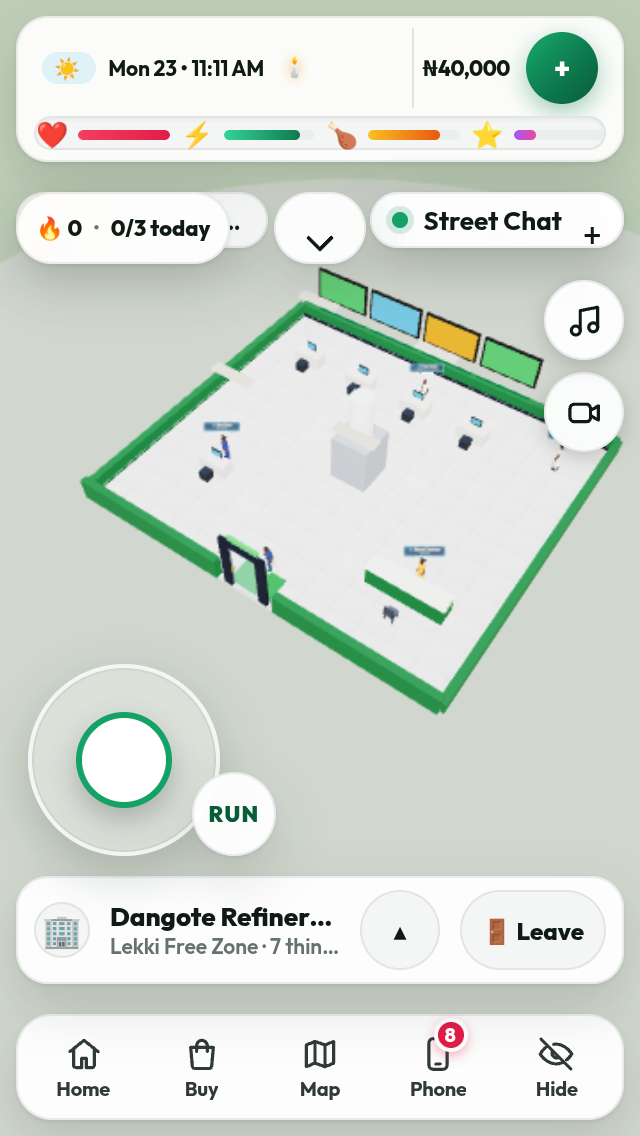 Mon 23 • 11:11 AM
₦40,000
+
0 · 0/3 today
..
Street Chat
+
RUN
Dangote Refiner...
Lekki Free Zone · 7 thin...
Leave
8
Home
Buy
Map
Phone
Hide